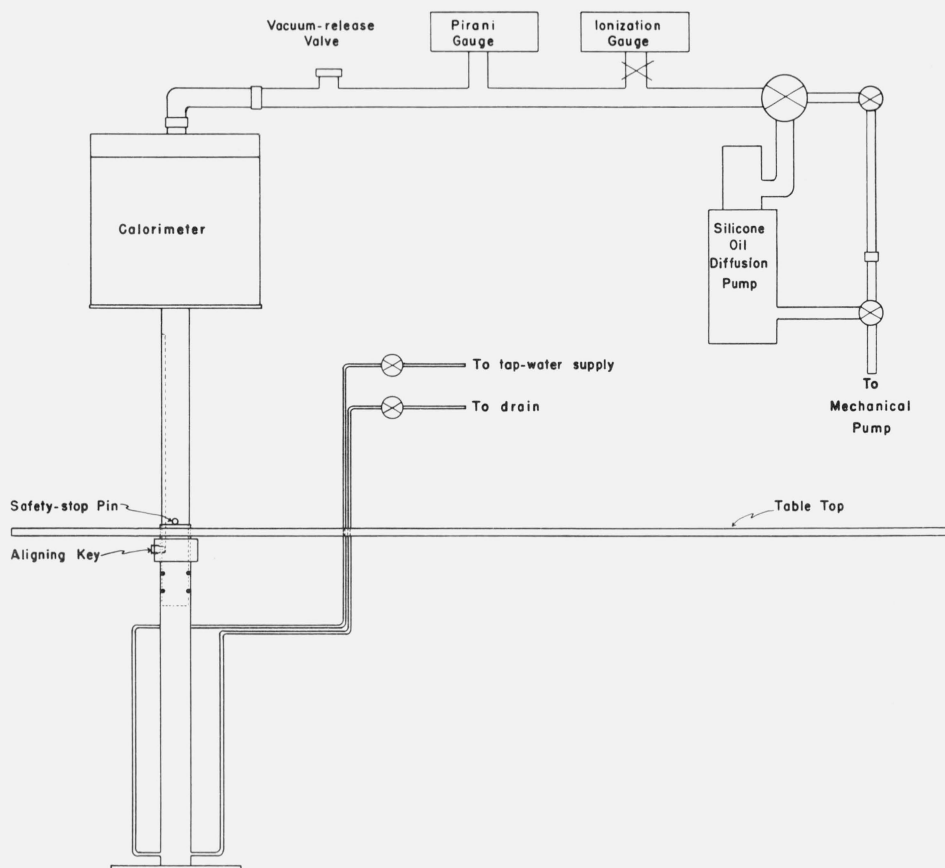 Vacuum-release
Valve
Pirani
Gauge
Ionization
Gauge
Calorimeter
Silicone
Oil
Diffusion
Pump
To tap-water supply
To drain
To
Mechanical
Pump
Safety-stop Pin
Table Top
Aligning Key